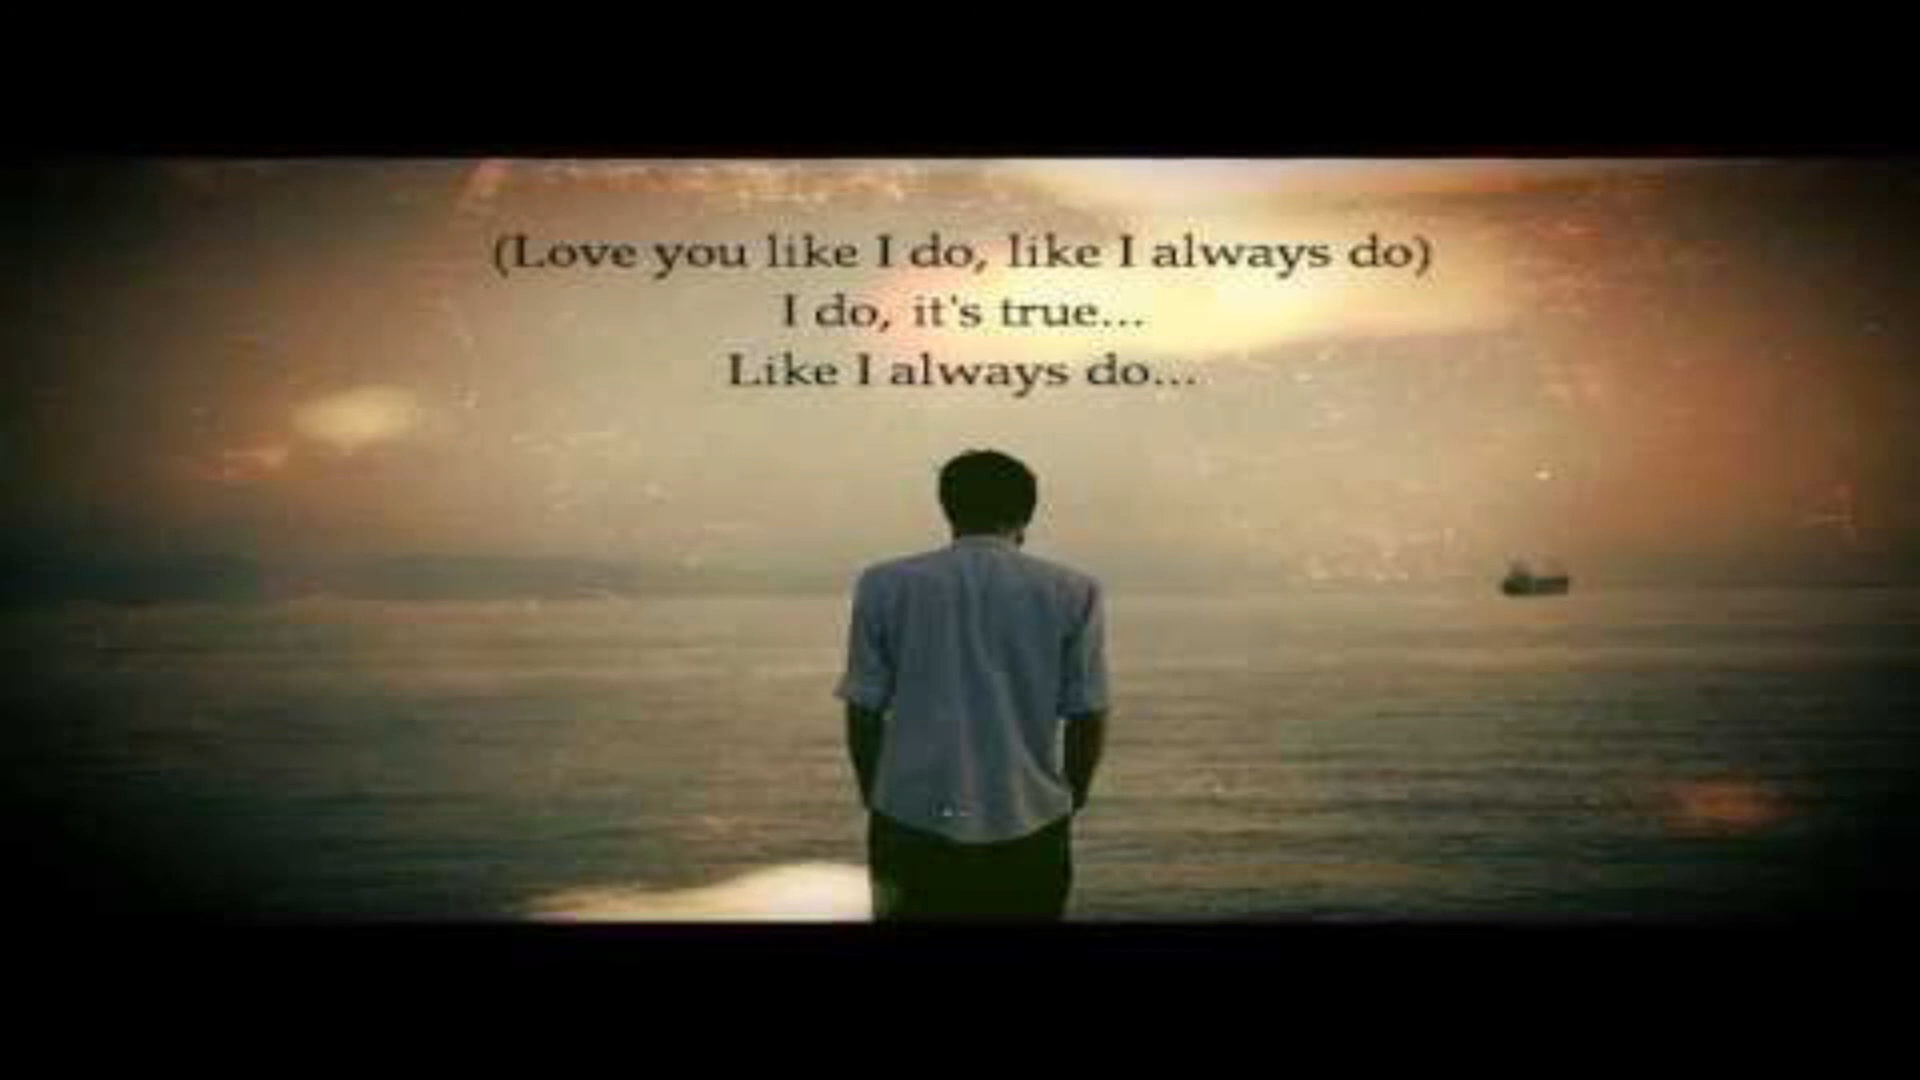 (Love you like I do, like I always do)
I do, it's true...
Like I always do...